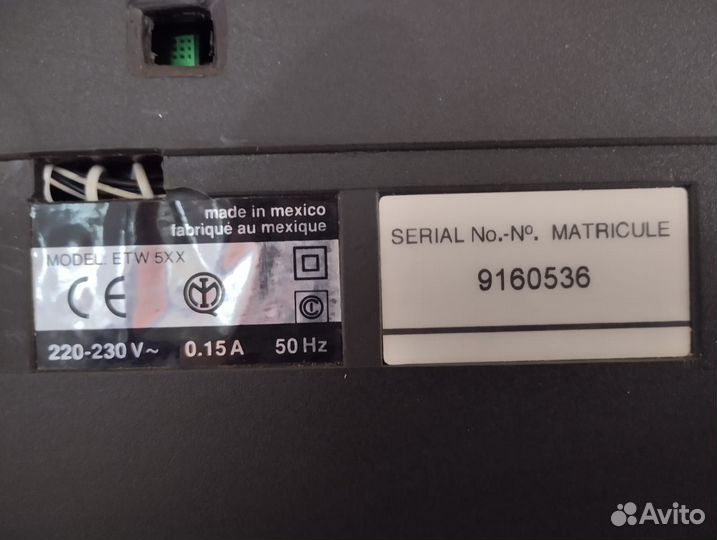 made in mexico
fabriqué au mexique
MODEL: ETW 5XX
CE
220-230 V~ 0.15 A 50 Hz
SERIAL No.-Nº. MATRICULE
9160536
Avito